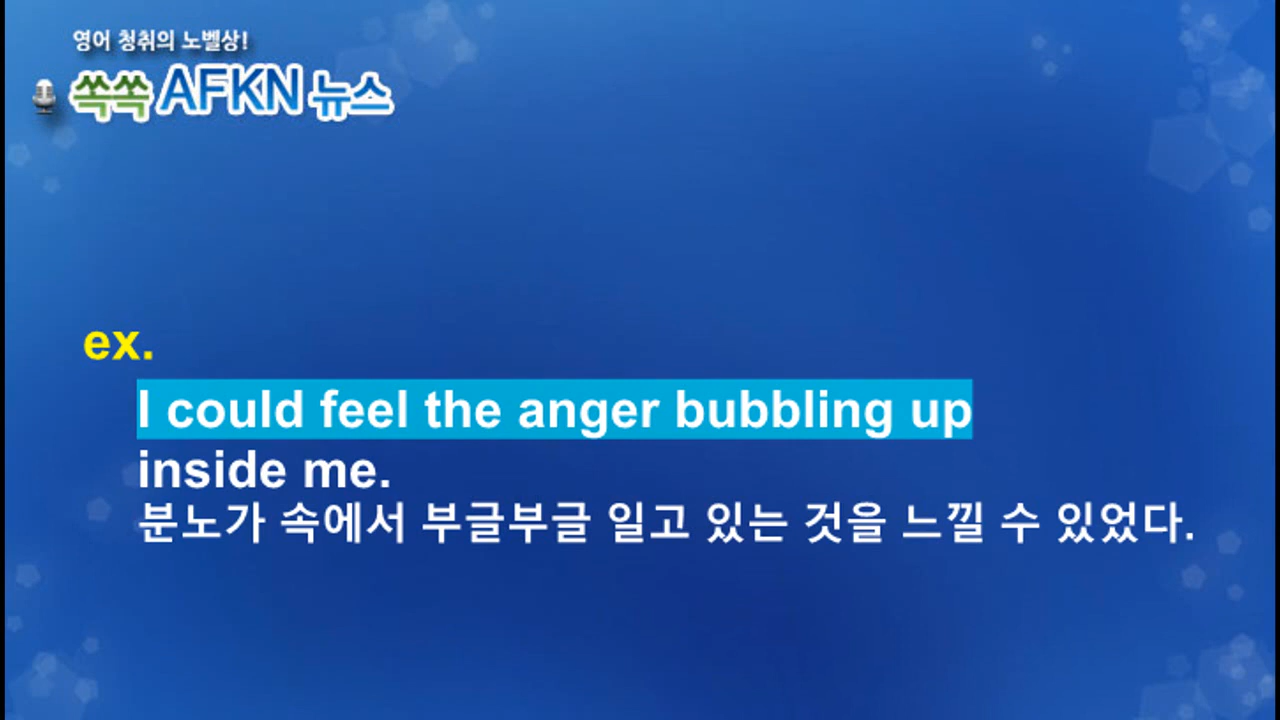 영어 청취의 노벨상!
쏙쏙 AFKN 뉴스
ex.
I could feel the anger bubbling up
inside me.
분노가 속에서 부글부글 일고 있는 것을 느낄 수 있었다.